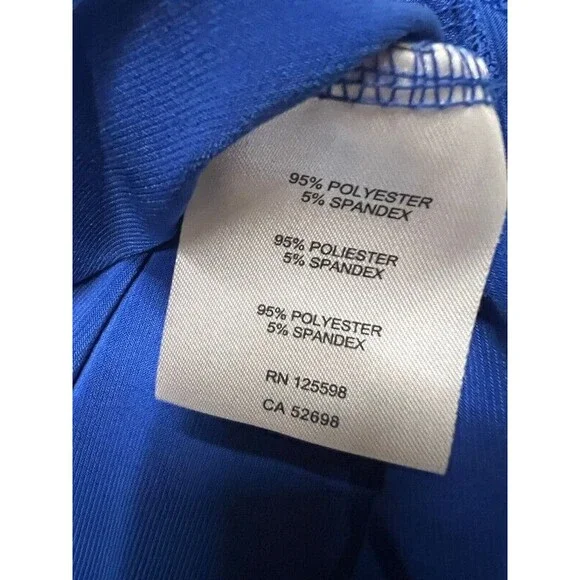 95% POLYESTER
5% SPANDEX
95% POLIESTER
5% SPANDEX
95% POLYESTER
5% SPANDEX
RN 125598
CA 52698